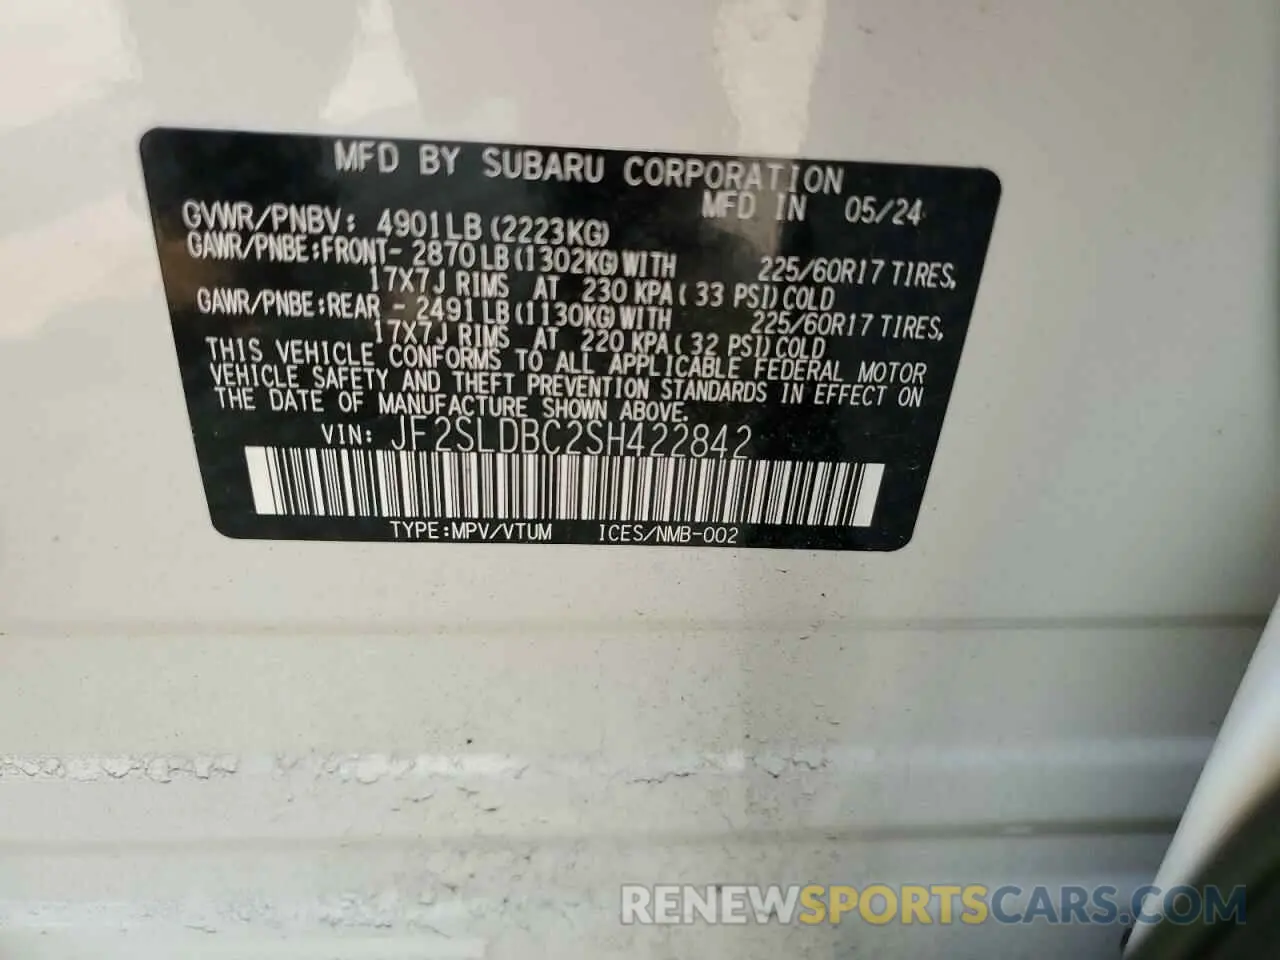 MFD BY SUBARU CORPORATION
MFD IN 05/24
GVWR/PNBV: 4901LB (2223KG)
GAWR/PNBE:FRONT- 2870LB(1302KG)WITH 225/60R17 TIRES,
17X7J RIMS AT 230 KPA( 33 PSI)COLD
GAWR/PNBE:REAR - 2491LB(1130KG)WITH 225/60R17 TIRES,
17X7J RIMS AT 220 KPA( 32 PSI)COLD
THIS VEHICLE CONFORMS TO ALL APPLICABLE FEDERAL MOTOR
VEHICLE SAFETY AND THEFT PREVENTION STANDARDS IN EFFECT ON
THE DATE OF MANUFACTURE SHOWN ABOVE.
VIN: JF2SLDBC2SH422842
TYPE:MPV/VTUM ICES/NMB-002
RENEWSPORTSCARS.COM